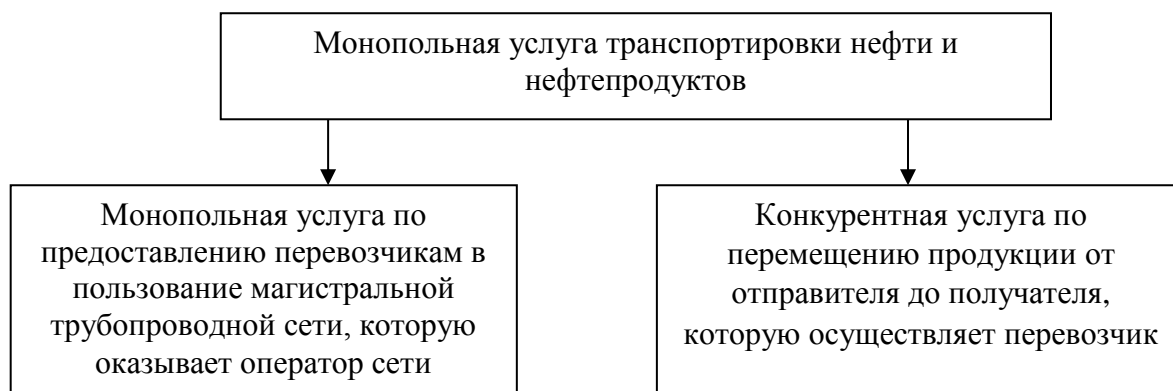 Монопольная услуга транспортировки нефти и
нефтепродуктов
Монопольная услуга по
предоставлению перевозчикам в
пользование магистральной
трубопроводной сети, которую
оказывает оператор сети
Конкурентная услуга по
перемещению продукции от
отправителя до получателя,
которую осуществляет перевозчик